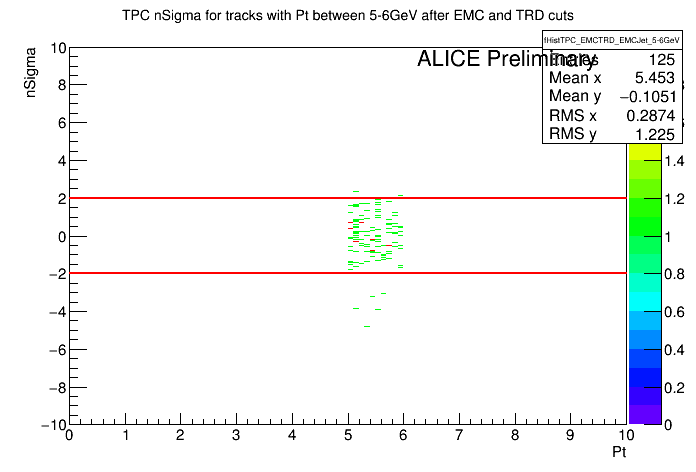 TPC nSigma for tracks with Pt between 5-6GeV after EMC and TRD cuts
ALICE Preliminary
fHistTPC_EMCTRD_EMCJet_5-6GeV
Entries 125
Mean x 5.453
Mean y −0.1051
RMS x 0.2874
RMS y 1.225
nSigma
10
8
6
4
2
0
−2
−4
−6
−8
−10
0 1 2 3 4 5 6 7 8 9 10
Pt
1.4
1.2
1
0.8
0.6
0.4
0.2
0